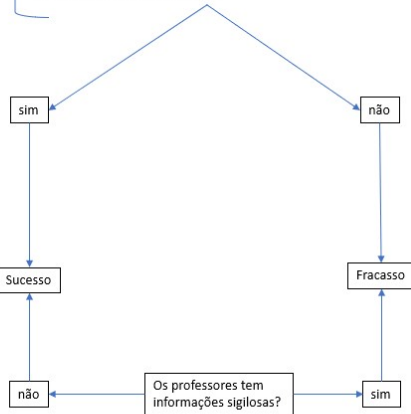 sim
não
Sucesso
Fracasso
não
Os professores tem
informações sigilosas?
sim